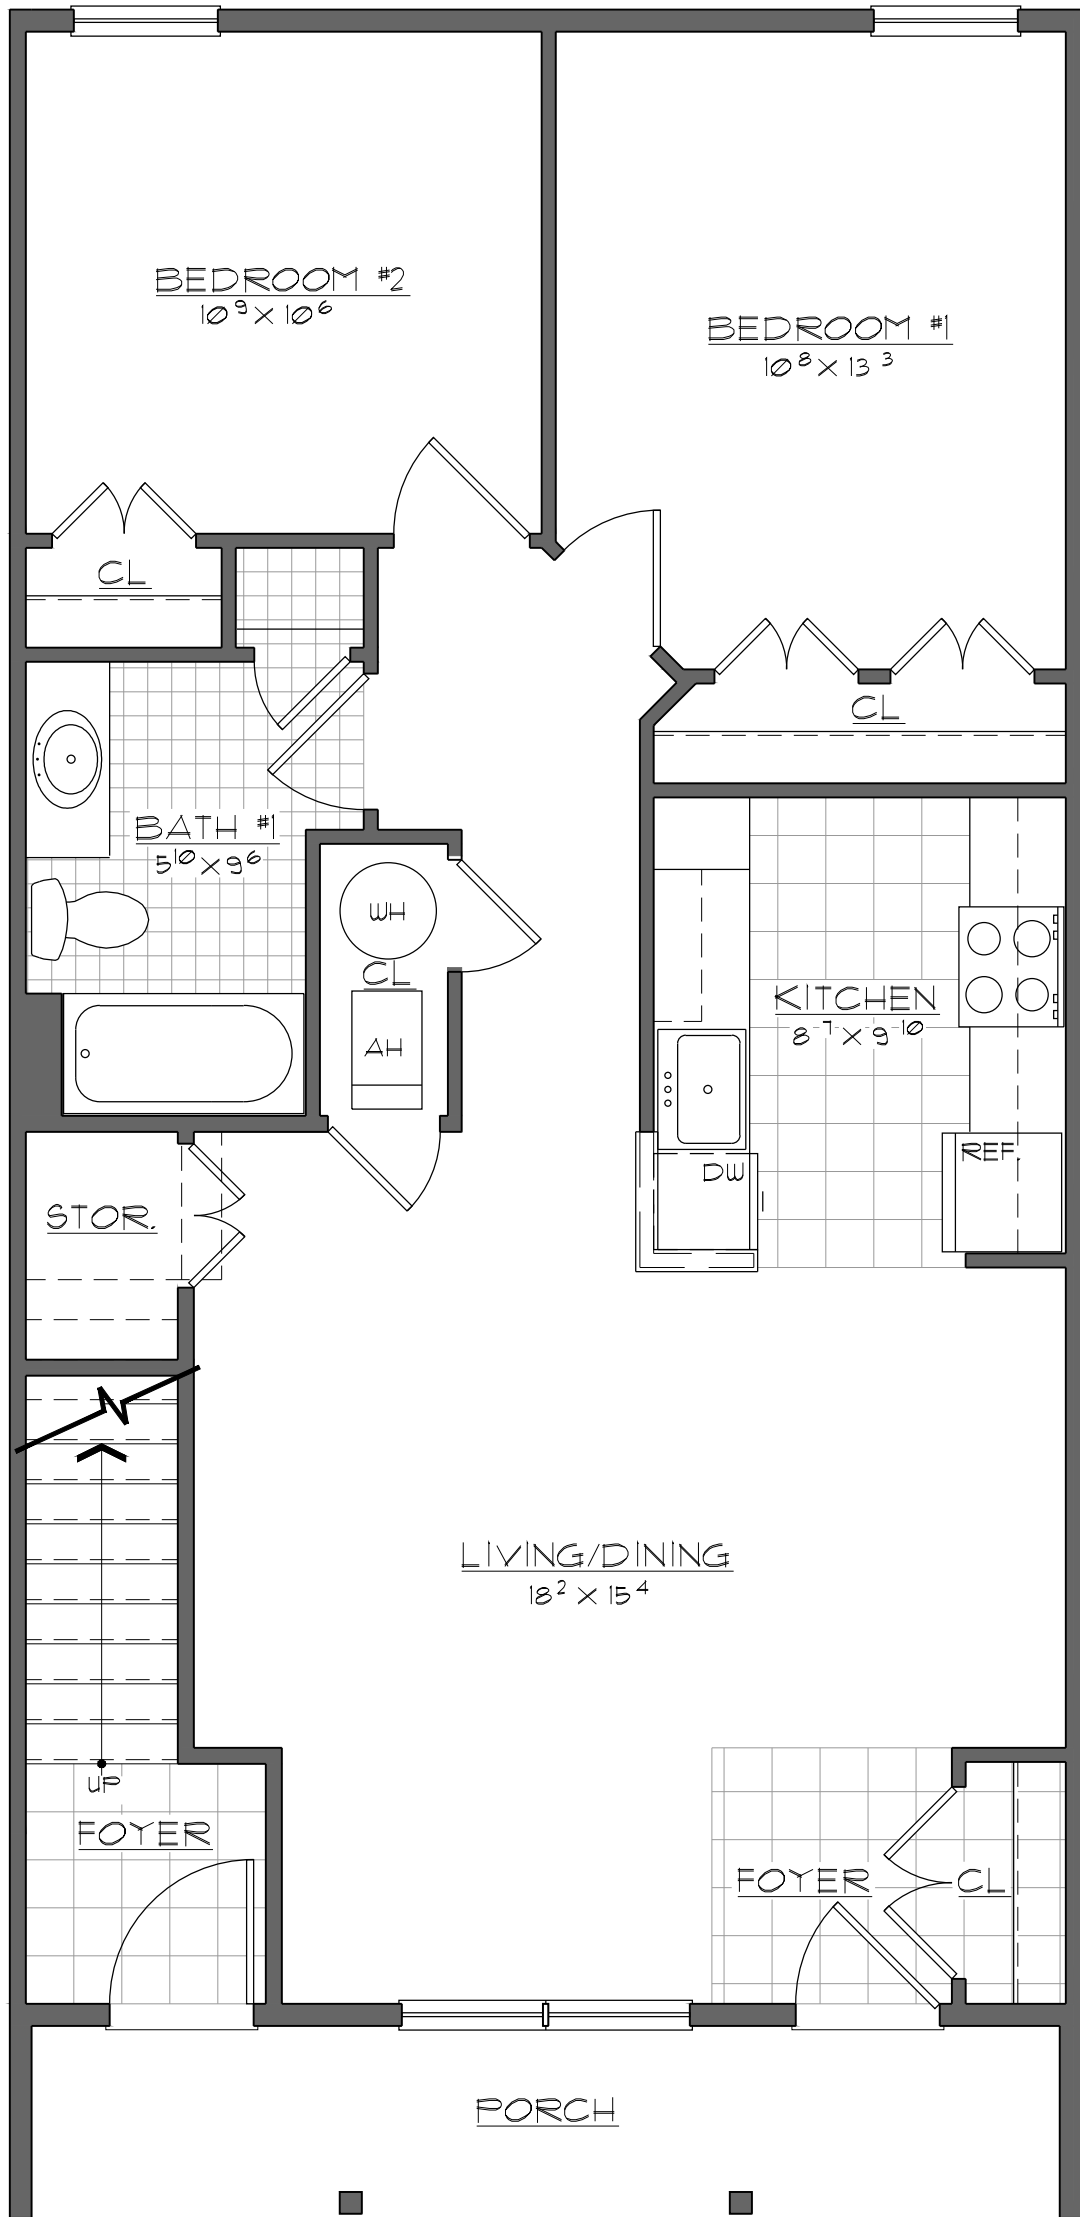 BEDROOM #2
10⁹ X 10⁶
BEDROOM #1
10⁸ X 13³
CL
CL
BATH #1
5¹⁰ X 9⁶
WH
CL
AH
KITCHEN
8⁷ X 9¹⁰
REF.
DW
STOR.
LIVING/DINING
18² X 15⁴
UP
FOYER
FOYER
CL
PORCH